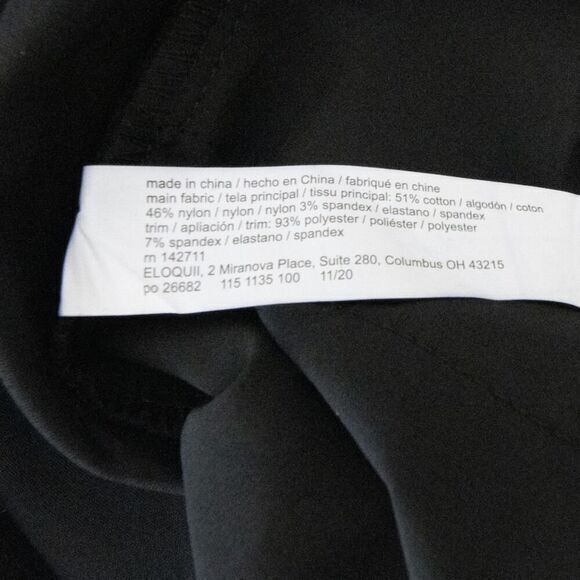 made in china / hecho en China / fabriqué en chine
main fabric / tela principal / tissu principal: 51% cotton / algodón / coton
46% nylon / nylon / nylon 3% spandex / elastano / spandex
trim / apliación / trim: 93% polyester / poliéster / polyester
7% spandex / elastano / spandex
rn 142711
ELOQUII, 2 Miranova Place, Suite 280, Columbus OH 43215
po 26682 115 1135 100 11/20